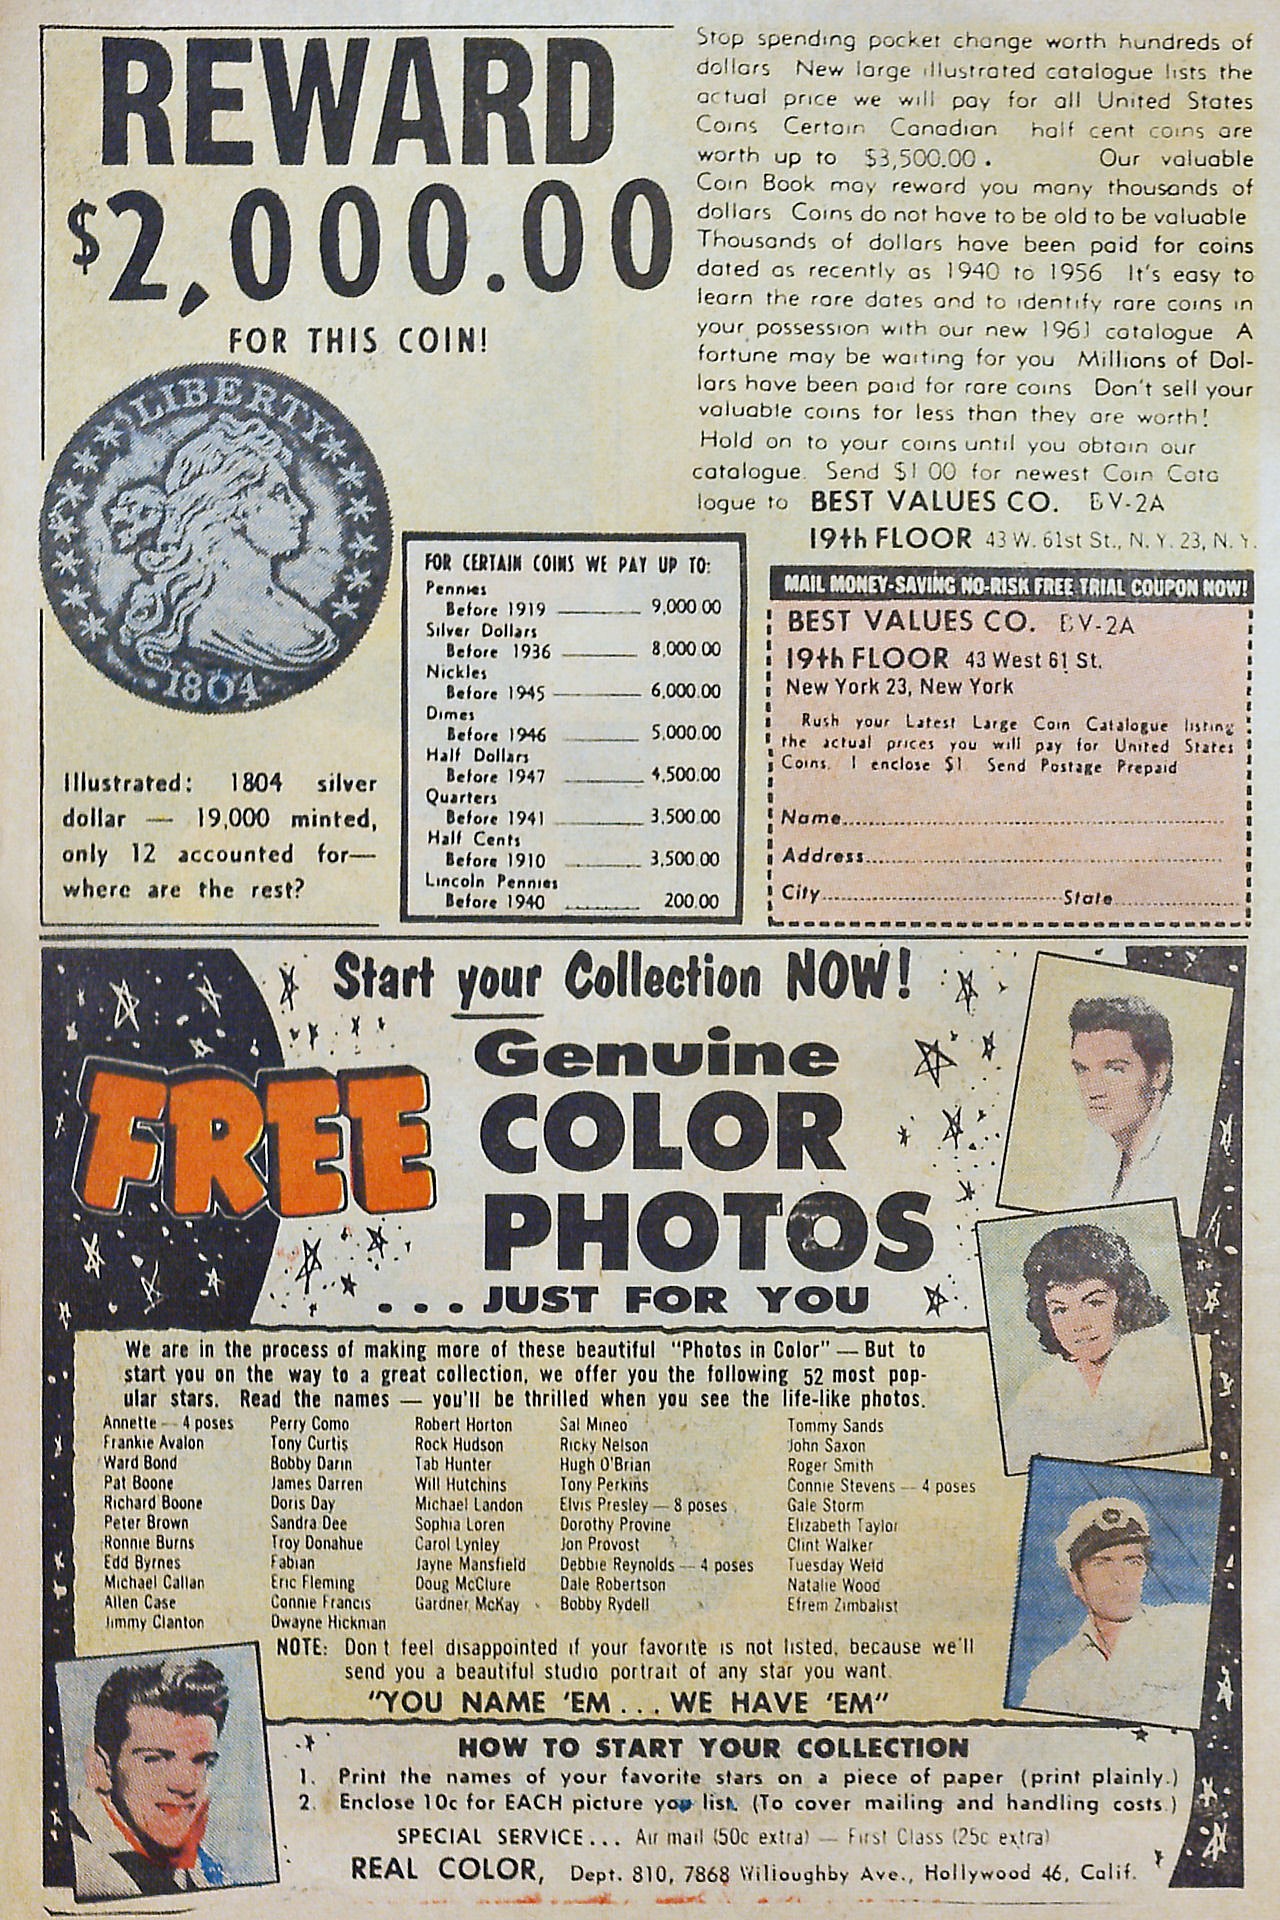 REWARD
$2,000.00
FOR THIS COIN!
LIBERTY
1804
Illustrated: 1804 silver
dollar — 19,000 minted,
only 12 accounted for—
where are the rest?
Stop spending pocket change worth hundreds of
dollars New large illustrated catalogue lists the
actual price we will pay for all United States
Coins Certain Canadian half cent coins are
worth up to $3,500.00. Our valuable
Coin Book may reward you many thousands of
dollars Coins do not have to be old to be valuable
Thousands of dollars have been paid for coins
dated as recently as 1940 to 1956 It's easy to
learn the rare dates and to identify rare coins in
your possession with our new 1961 catalogue A
fortune may be waiting for you Millions of Dol-
lars have been paid for rare coins Don't sell your
valuable coins for less than they are worth!
Hold on to your coins until you obtain our
catalogue. Send $1 00 for newest Coin Cata
logue to BEST VALUES CO. BV-2A
19th FLOOR 43 W. 61st St., N. Y. 23, N. Y.
FOR CERTAIN COINS WE PAY UP TO:
Pennies
Before 1919 ______ 9,000 00
Silver Dollars
Before 1936 ______ 8,000.00
Nickles
Before 1945 ______ 6,000.00
Dimes
Before 1946 ______ 5,000.00
Half Dollars
Before 1947 ______ 4,500.00
Quarters
Before 1941 ______ 3,500.00
Half Cents
Before 1910 ______ 3,500.00
Lincoln Pennies
Before 1940 ______ 200.00
MAIL MONEY-SAVING NO-RISK FREE TRIAL COUPON NOW!
BEST VALUES CO. BV-2A
19th FLOOR 43 West 61 St.
New York 23, New York
Rush your Latest Large Coin Catalogue listing
the actual prices you will pay for United States
Coins. I enclose $1. Send Postage Prepaid
Name..........
Address..........
City..........State..........
Start your Collection NOW!
FREE
Genuine
COLOR
PHOTOS
...JUST FOR YOU
We are in the process of making more of these beautiful "Photos in Color" — But to
start you on the way to a great collection, we offer you the following 52 most pop-
ular stars. Read the names — you'll be thrilled when you see the life-like photos.
Annette — 4 poses
Frankie Avalon
Ward Bond
Pat Boone
Richard Boone
Peter Brown
Ronnie Burns
Edd Byrnes
Michael Callan
Allen Case
Jimmy Clanton
Perry Como
Tony Curtis
Bobby Darin
James Darren
Doris Day
Sandra Dee
Troy Donahue
Fabian
Eric Fleming
Connie Francis
Dwayne Hickman
Robert Horton
Rock Hudson
Tab Hunter
Will Hutchins
Michael Landon
Sophia Loren
Carol Lynley
Jayne Mansfield
Doug McClure
Gardner McKay
Sal Mineo
Ricky Nelson
Hugh O'Brian
Tony Perkins
Elvis Presley — 8 poses
Dorothy Provine
Jon Provost
Debbie Reynolds — 4 poses
Dale Robertson
Bobby Rydell
Tommy Sands
John Saxon
Roger Smith
Connie Stevens — 4 poses
Gale Storm
Elizabeth Taylor
Clint Walker
Tuesday Weld
Natalie Wood
Efrem Zimbalist
NOTE: Don t feel disappointed if your favorite is not listed, because we'll
send you a beautiful studio portrait of any star you want.
"YOU NAME 'EM...WE HAVE 'EM"
HOW TO START YOUR COLLECTION
1. Print the names of your favorite stars on a piece of paper (print plainly.)
2. Enclose 10c for EACH picture you list. (To cover mailing and handling costs.)
SPECIAL SERVICE... Air mail (50c extra) — First Class (25c extra)
REAL COLOR, Dept. 810, 7868 Willoughby Ave., Hollywood 46, Calif.